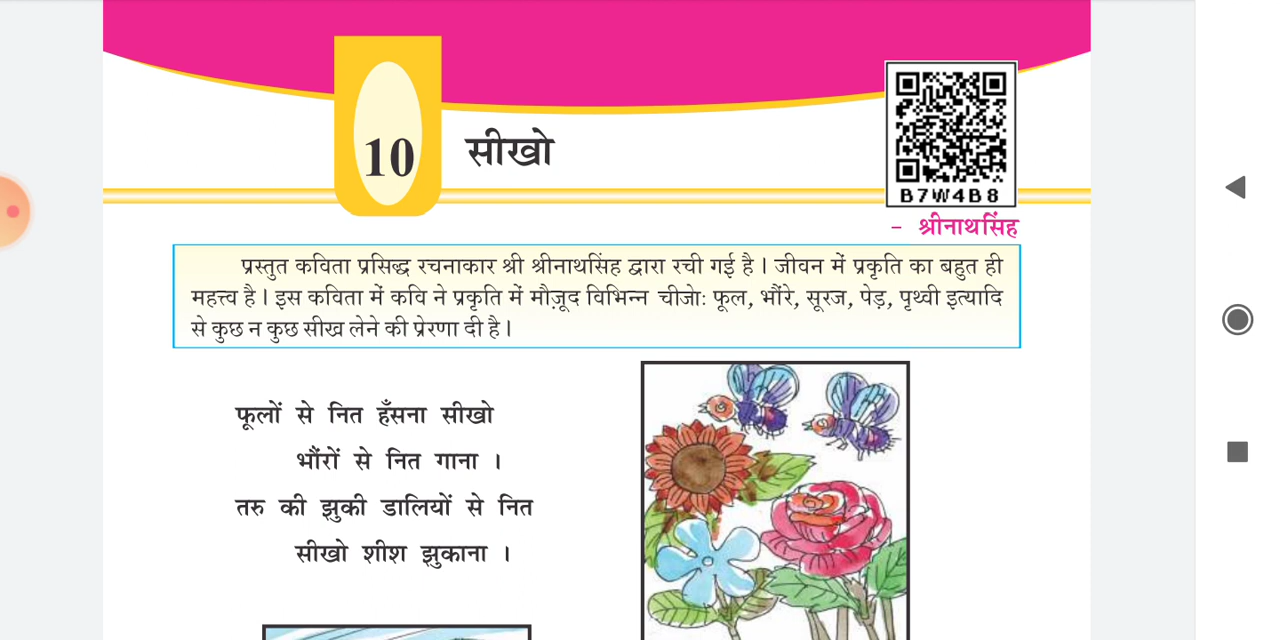 10
सीखो
B7W4B8
– श्रीनाथसिंह
प्रस्तुत कविता प्रसिद्ध रचनाकार श्री श्रीनाथसिंह द्वारा रची गई है । जीवन में प्रकृति का बहुत ही
महत्त्व है । इस कविता में कवि ने प्रकृति में मौज़ूद विभिन्न चीजोः फूल, भौंरे, सूरज, पेड़, पृथ्वी इत्यादि
से कुछ न कुछ सीख लेने की प्रेरणा दी है ।
फूलों से नित हँसना सीखो
भौंरों से नित गाना ।
तरु की झुकी डालियों से नित
सीखो शीश झुकाना ।